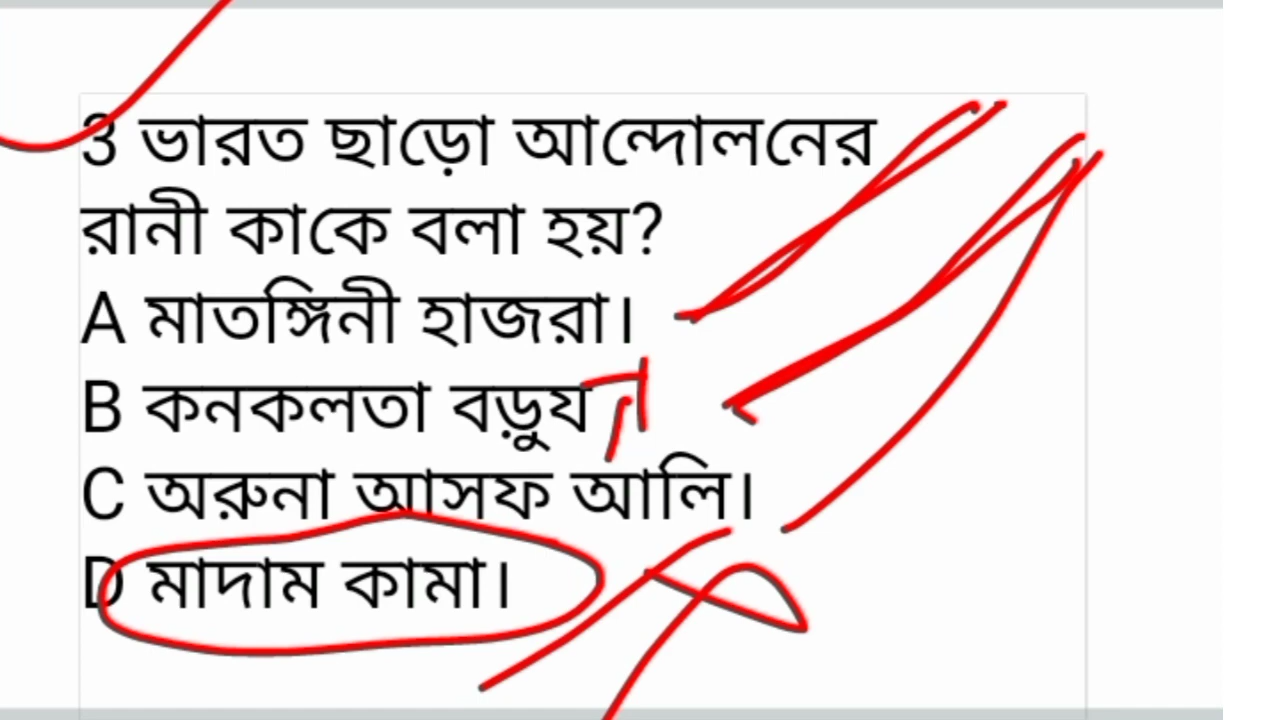 3 ভারত ছাড়ো আন্দোলনের
রানী কাকে বলা হয়?
A মাতঙ্গিনী হাজরা।
B কনকলতা বড়ুয
C অরুনা আসফ আলি।
D মাদাম কামা।